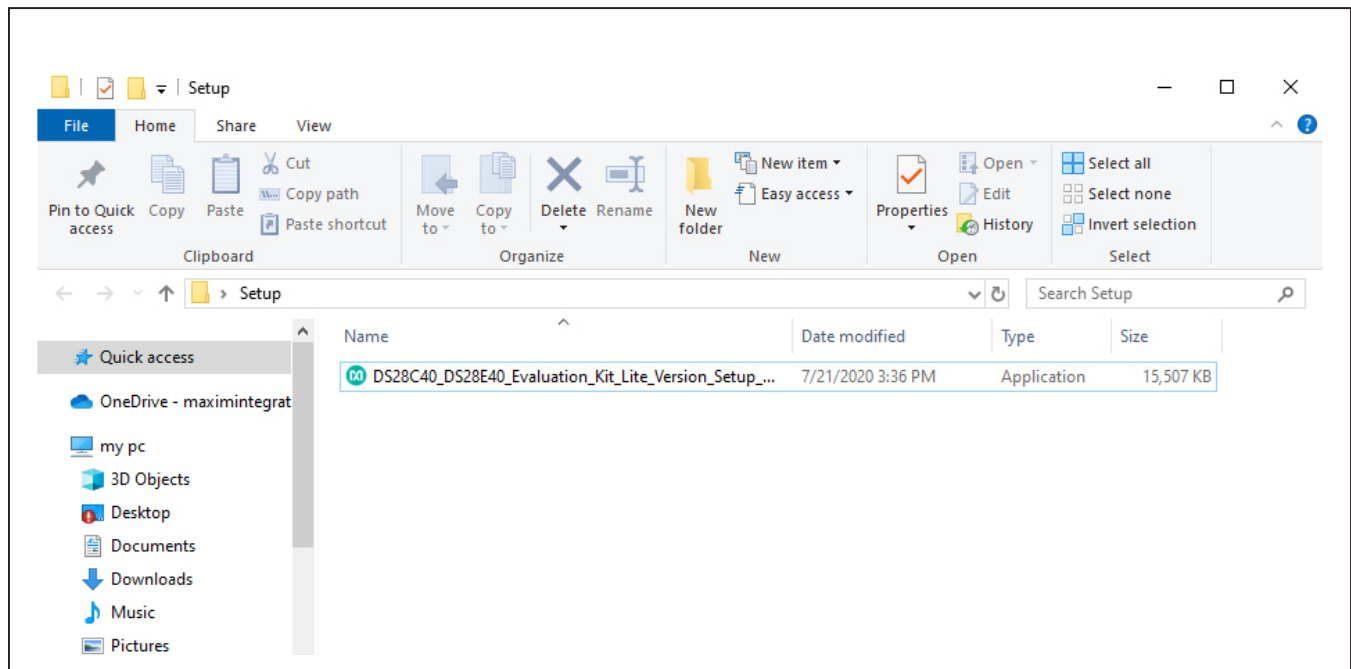 Setup
File Home Share View
Pin to Quick access
Copy
Paste
Cut
Copy path
Paste shortcut
Clipboard
Move to
Copy to
Delete
Rename
Organize
New folder
New item
Easy access
New
Properties
Open
Edit
History
Open
Select all
Select none
Invert selection
Select
Setup
Search Setup
Name Date modified Type Size
DS28C40_DS28E40_Evaluation_Kit_Lite_Version_Setup_... 7/21/2020 3:36 PM Application 15,507 KB
Quick access
OneDrive - maximintegrat
my pc
3D Objects
Desktop
Documents
Downloads
Music
Pictures